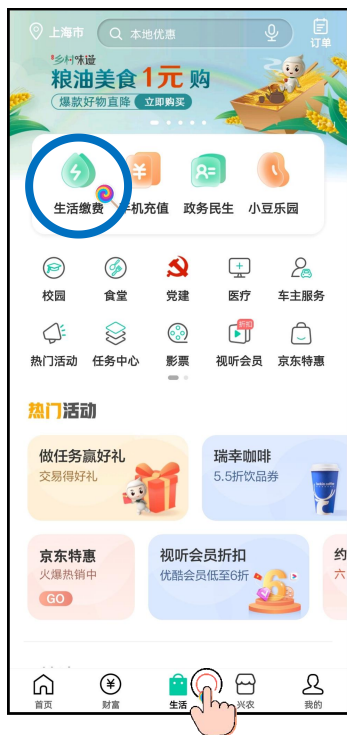 上海市
本地优惠
订单
乡村味道
粮油美食1元购
爆款好物直降 立即购买
生活缴费 手机充值 政务民生 小豆乐园
校园 食堂 党建 医疗 车主服务
折扣
热门活动 任务中心 影票 视听会员 京东特惠
热门活动
做任务赢好礼
交易得好礼
瑞幸咖啡
5.5折饮品券
京东特惠
火爆热销中
GO
视听会员折扣
优酷会员低至6折
约
六
首页 财富 生活 兴农 我的